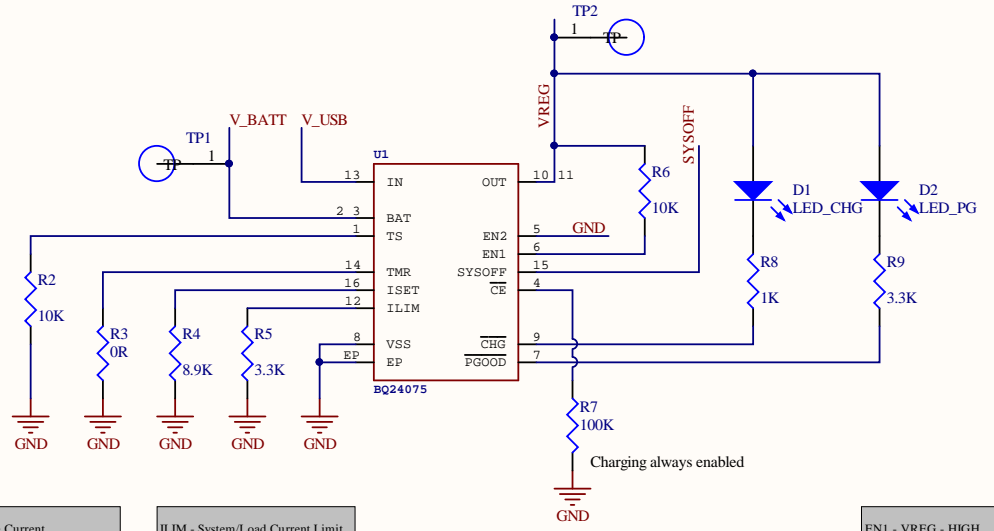 TP2
1
TP
VREG
SYSOFF
V_BATT V_USB
TP1
1
TP
U1
13 IN
OUT 10 11
2 3 BAT
1 TS
EN2 5 GND
EN1 6
14 TMR
SYSOFF 15
16 ISET
CE 4
12 ILIM
8 VSS
CHG 9
EP EP
PGOOD 7
BQ24075
R6
10K
D1
LED_CHG
D2
LED_PG
R8
1K
R9
3.3K
R2
10K
R3
0R
R4
8.9K
R5
3.3K
R7
100K
GND
GND
GND
GND
GND
Charging always enabled
GND
Current
ILIM - System/Load Current Limit
EN1 - VREG - HIGH